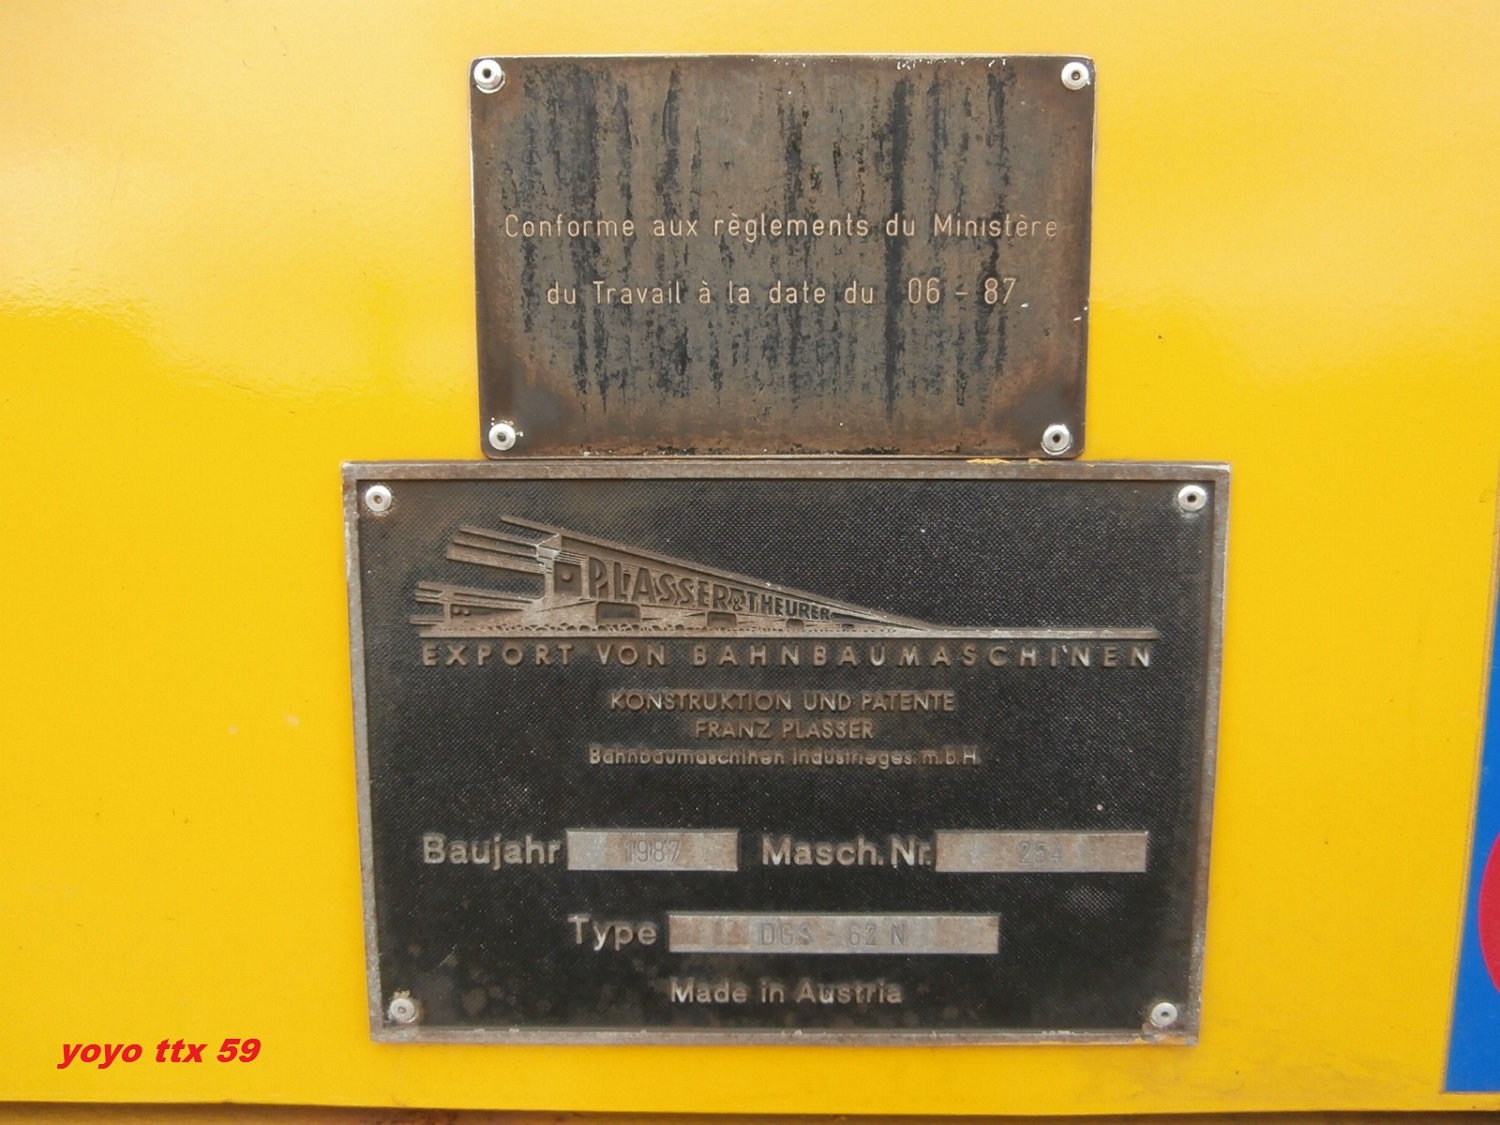 Conforme aux règlements du Ministère
du Travail à la date du 06 - 87
PLASSER & THEURER
EXPORT VON BAHNBAUMASCHINEN
KONSTRUKTION UND PATENTE
FRANZ PLASSER
Bahnbaumaschinen Industrieges. m.b.H.
Baujahr 1987 Masch.Nr. 254
Type DGS - 62 N
Made in Austria
yoyo ttx 59